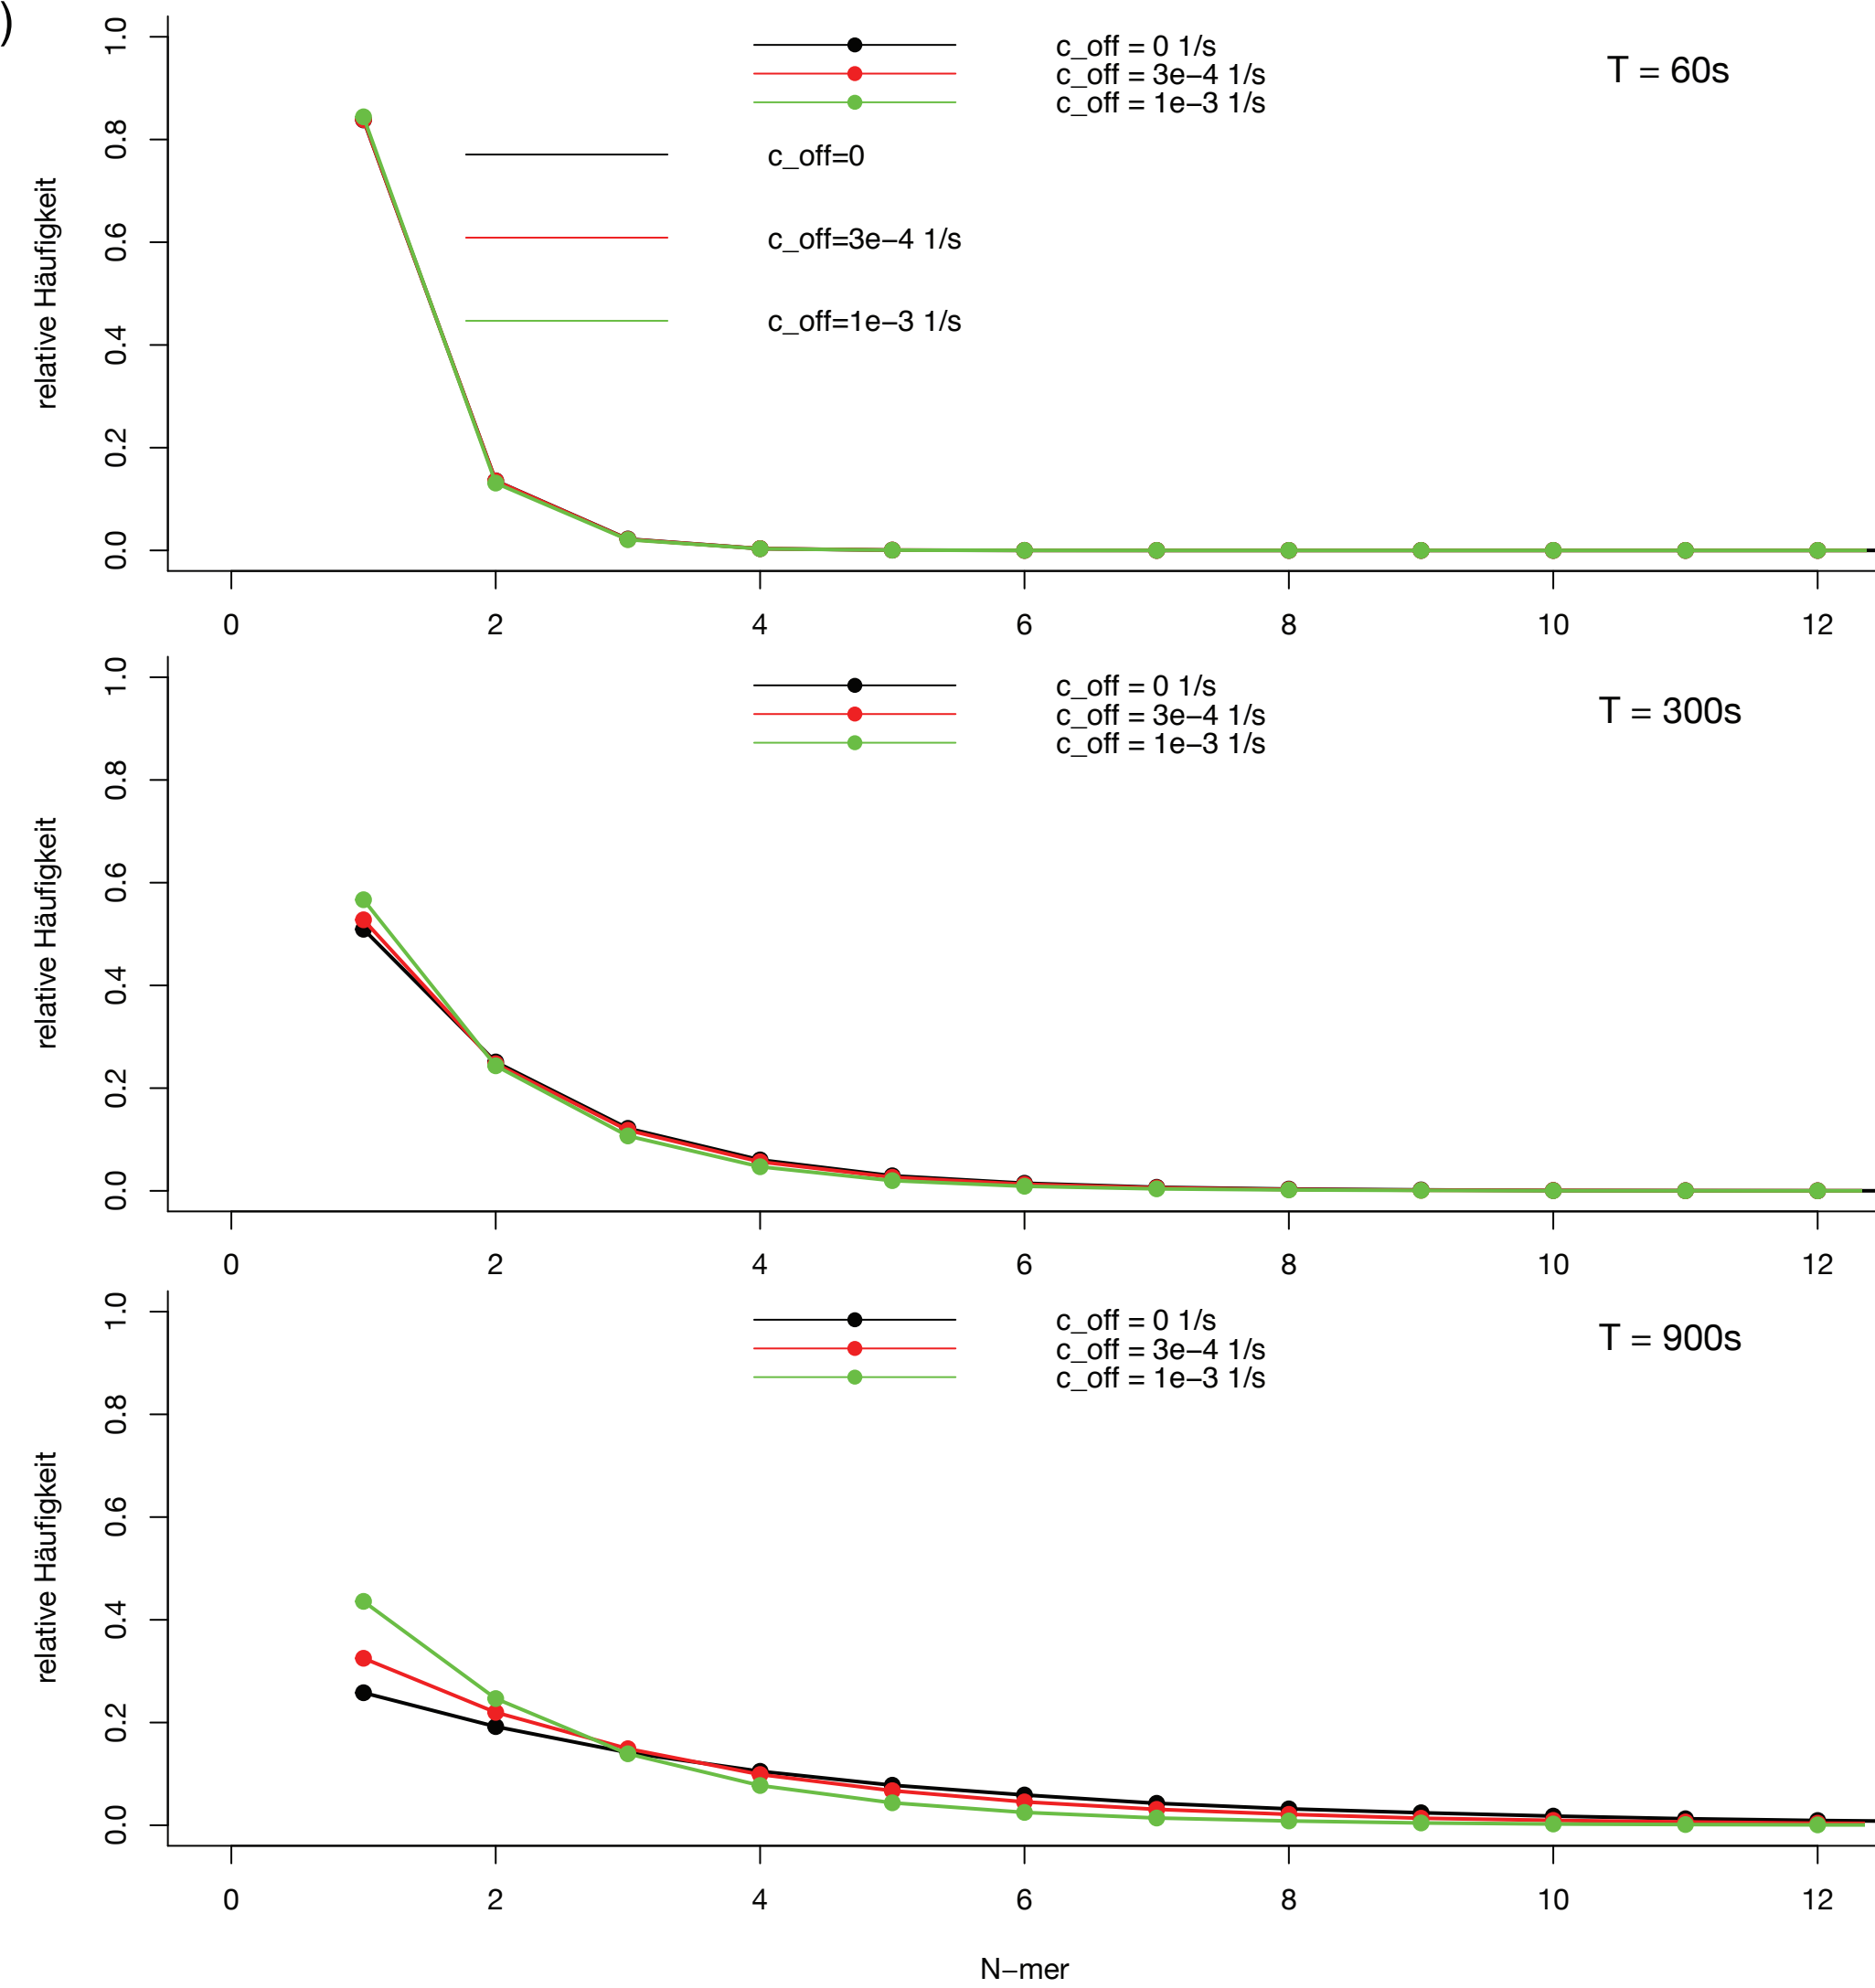 )
relative Häufigkeit
1.0
0.8
0.6
0.4
0.2
0.0
c_off = 0 1/s
c_off = 3e−4 1/s
c_off = 1e−3 1/s
T = 60s
c_off=0
c_off=3e−4 1/s
c_off=1e−3 1/s
0 2 4 6 8 10 12
relative Häufigkeit
1.0
0.8
0.6
0.4
0.2
0.0
c_off = 0 1/s
c_off = 3e−4 1/s
c_off = 1e−3 1/s
T = 300s
0 2 4 6 8 10 12
relative Häufigkeit
1.0
0.8
0.6
0.4
0.2
0.0
c_off = 0 1/s
c_off = 3e−4 1/s
c_off = 1e−3 1/s
T = 900s
0 2 4 6 8 10 12
N−mer